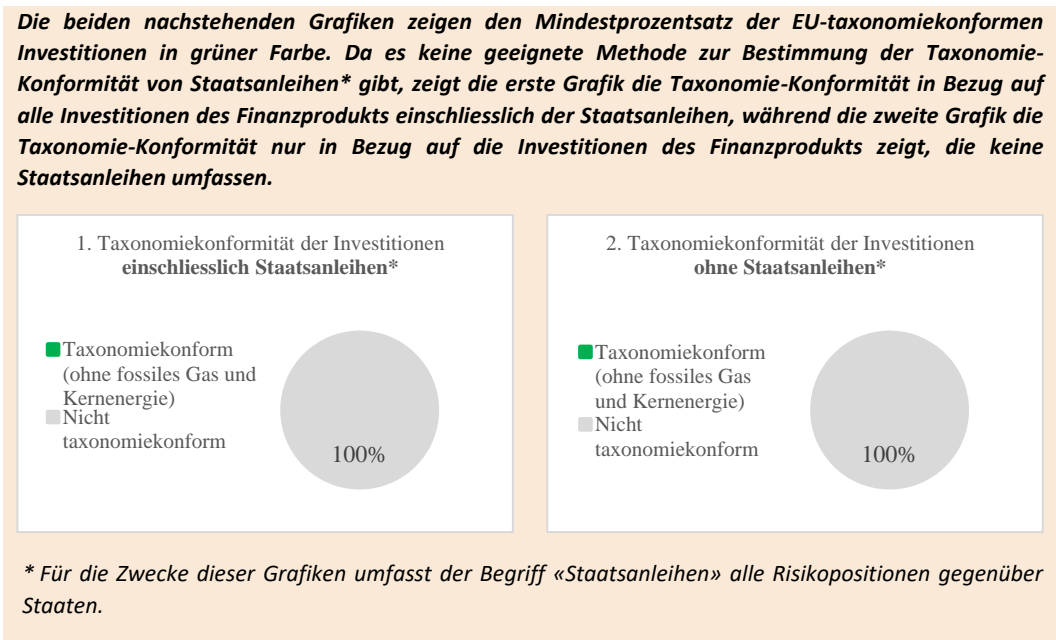 Die beiden nachstehenden Grafiken zeigen den Mindestprozentsatz der EU-taxonomiekonformen
Investitionen in grüner Farbe. Da es keine geeignete Methode zur Bestimmung der Taxonomie-
Konformität von Staatsanleihen* gibt, zeigt die erste Grafik die Taxonomie-Konformität in Bezug auf
alle Investitionen des Finanzprodukts einschliesslich der Staatsanleihen, während die zweite Grafik die
Taxonomie-Konformität nur in Bezug auf die Investitionen des Finanzprodukts zeigt, die keine
Staatsanleihen umfassen.
1. Taxonomiekonformität der Investitionen
einschliesslich Staatsanleihen*
Taxonomiekonform
(ohne fossiles Gas und
Kernenergie)
Nicht
taxonomiekonform
100%
2. Taxonomiekonformität der Investitionen
ohne Staatsanleihen*
Taxonomiekonform
(ohne fossiles Gas
und Kernenergie)
Nicht
taxonomiekonform
100%
* Für die Zwecke dieser Grafiken umfasst der Begriff «Staatsanleihen» alle Risikopositionen gegenüber
Staaten.